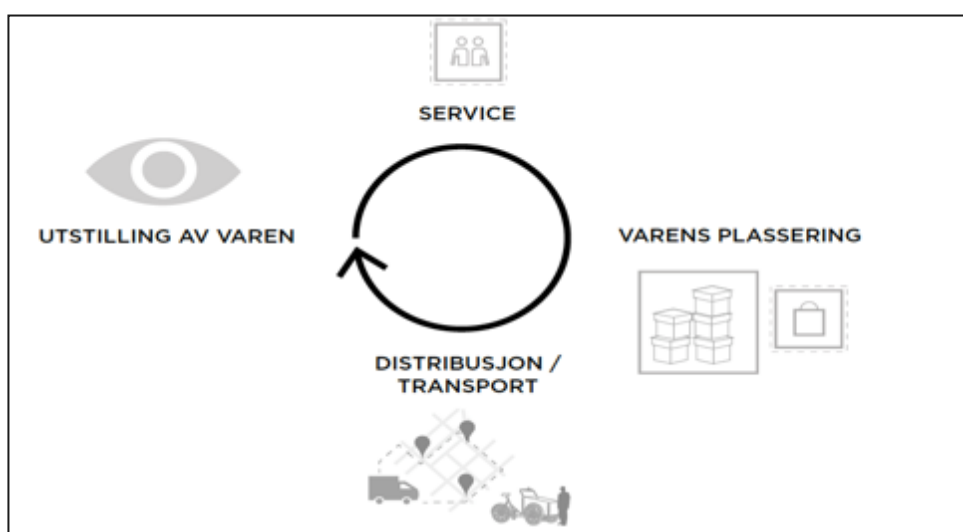 SERVICE
UTSTILLING AV VAREN
VARENS PLASSERING
DISTRIBUSJON /
TRANSPORT